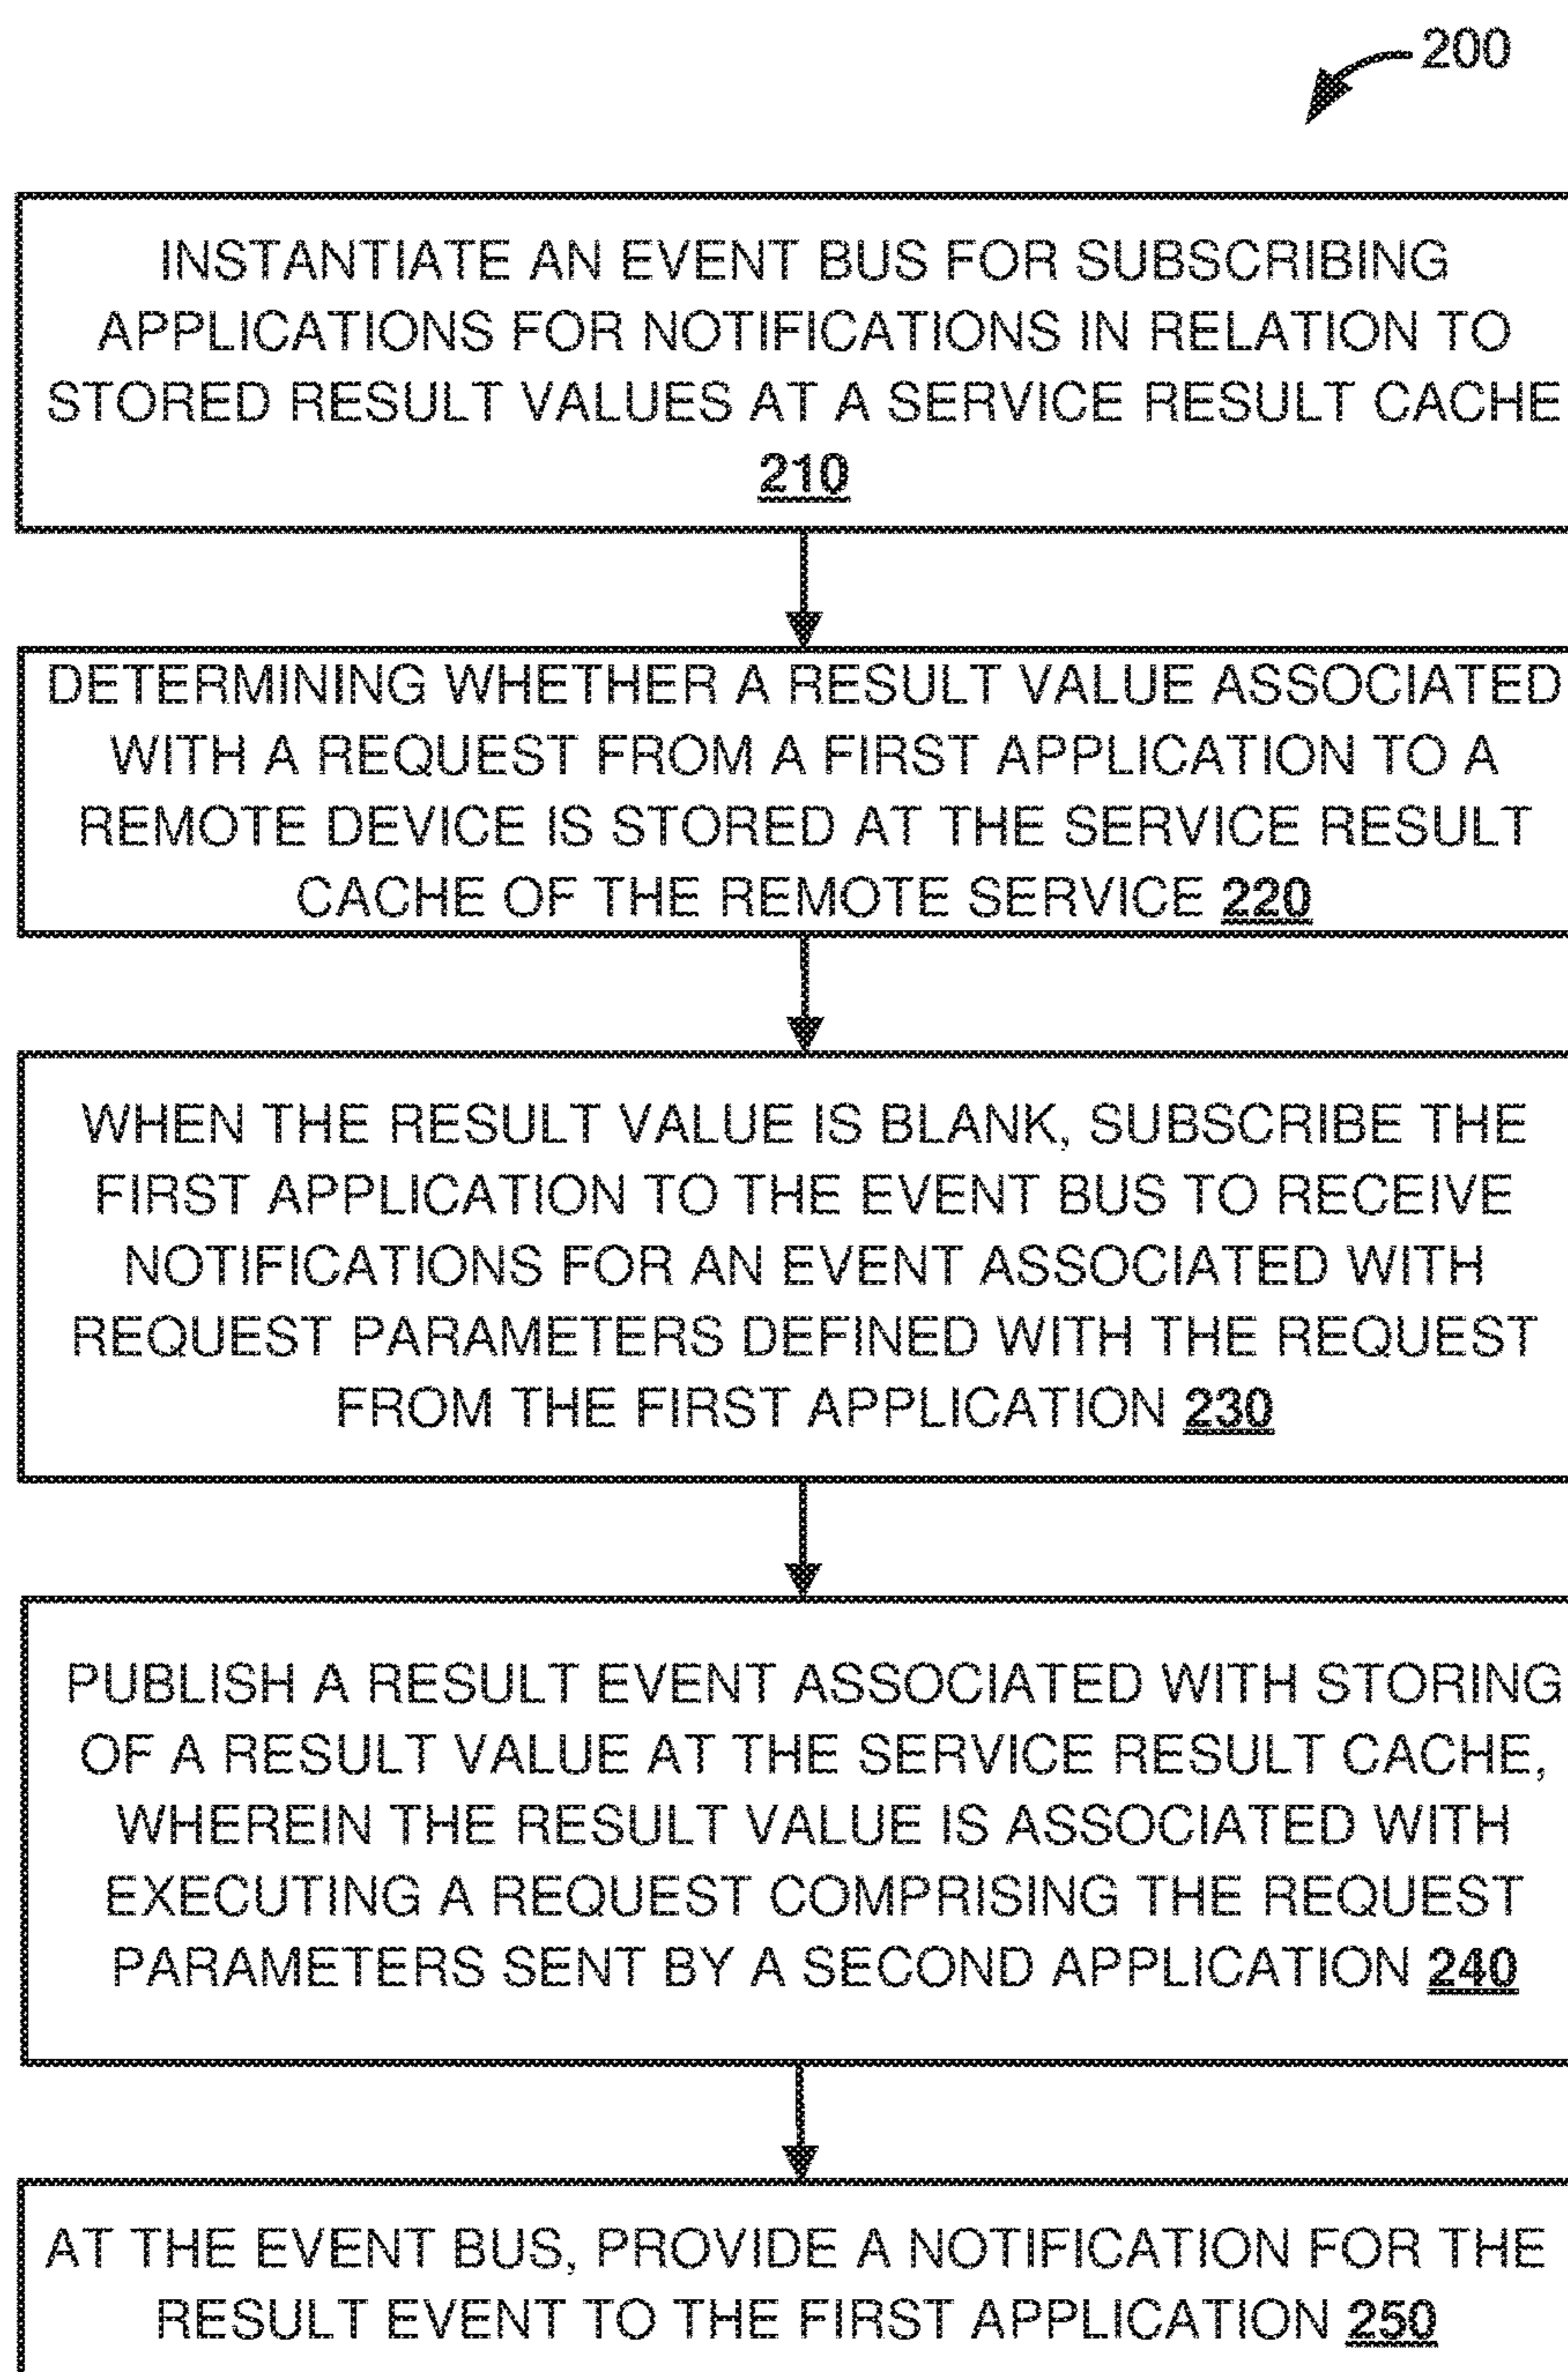 200
INSTANTIATE AN EVENT BUS FOR SUBSCRIBING
APPLICATIONS FOR NOTIFICATIONS IN RELATION TO
STORED RESULT VALUES AT A SERVICE RESULT CACHE
210
DETERMINING WHETHER A RESULT VALUE ASSOCIATED
WITH A REQUEST FROM A FIRST APPLICATION TO A
REMOTE DEVICE IS STORED AT THE SERVICE RESULT
CACHE OF THE REMOTE SERVICE 220
WHEN THE RESULT VALUE IS BLANK, SUBSCRIBE THE
FIRST APPLICATION TO THE EVENT BUS TO RECEIVE
NOTIFICATIONS FOR AN EVENT ASSOCIATED WITH
REQUEST PARAMETERS DEFINED WITH THE REQUEST
FROM THE FIRST APPLICATION 230
PUBLISH A RESULT EVENT ASSOCIATED WITH STORING
OF A RESULT VALUE AT THE SERVICE RESULT CACHE,
WHEREIN THE RESULT VALUE IS ASSOCIATED WITH
EXECUTING A REQUEST COMPRISING THE REQUEST
PARAMETERS SENT BY A SECOND APPLICATION 240
AT THE EVENT BUS, PROVIDE A NOTIFICATION FOR THE
RESULT EVENT TO THE FIRST APPLICATION 250